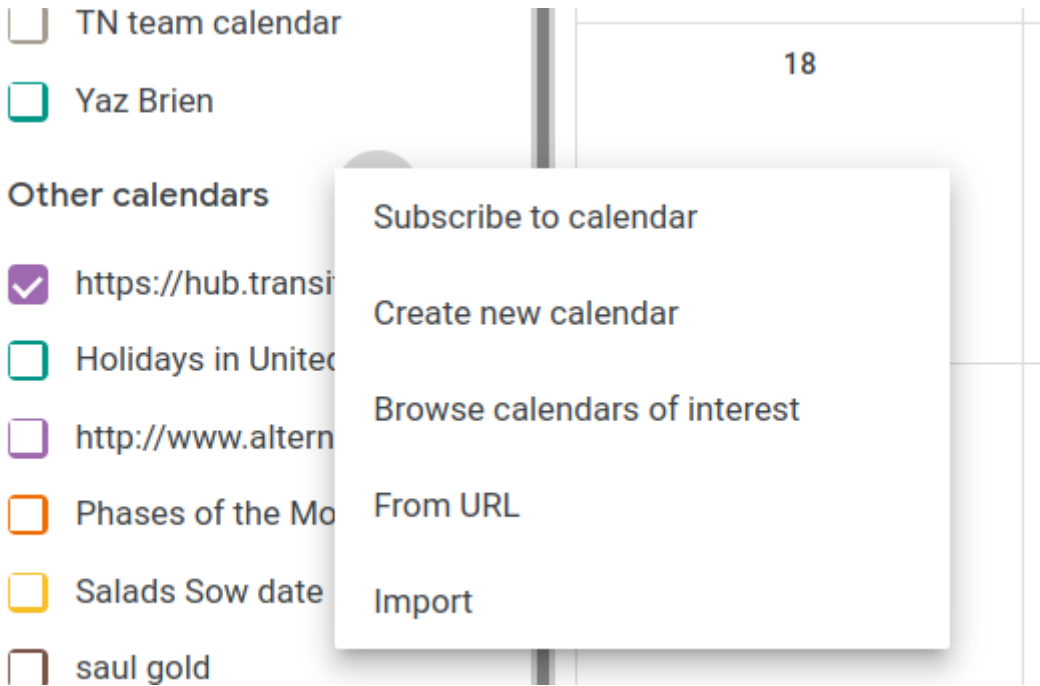 TN team calendar
18
Yaz Brien
Other calendars
https://hub.transi
Holidays in United
http://www.altern
Phases of the Mo
Salads Sow date
saul gold
Subscribe to calendar
Create new calendar
Browse calendars of interest
From URL
Import